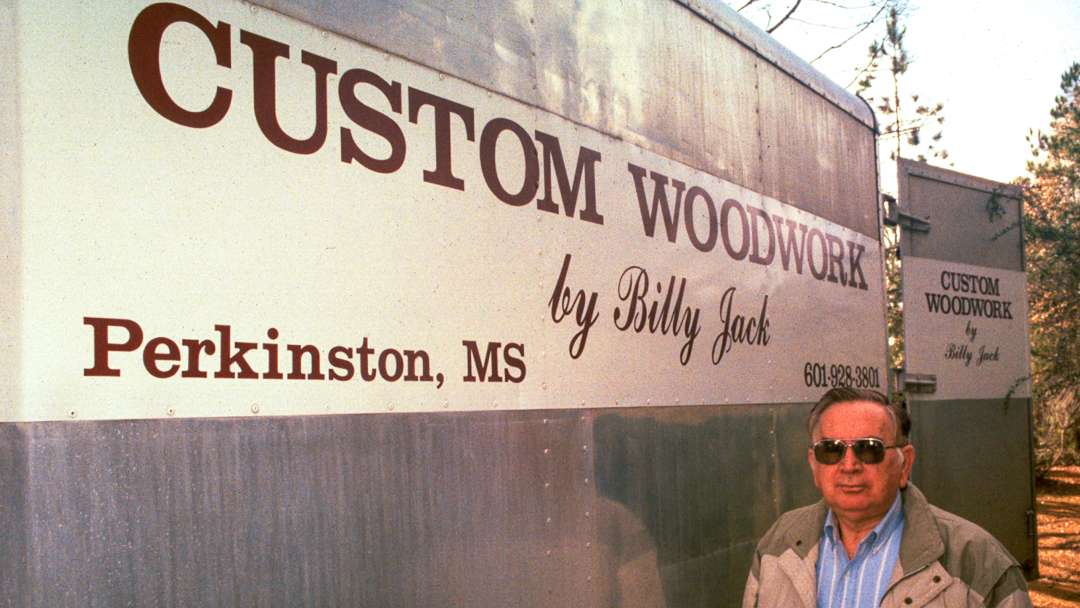 CUSTOM WOODWORK
by Billy Jack
Perkinston, MS
601-928-3801
CUSTOM
WOODWORK
by
Billy Jack